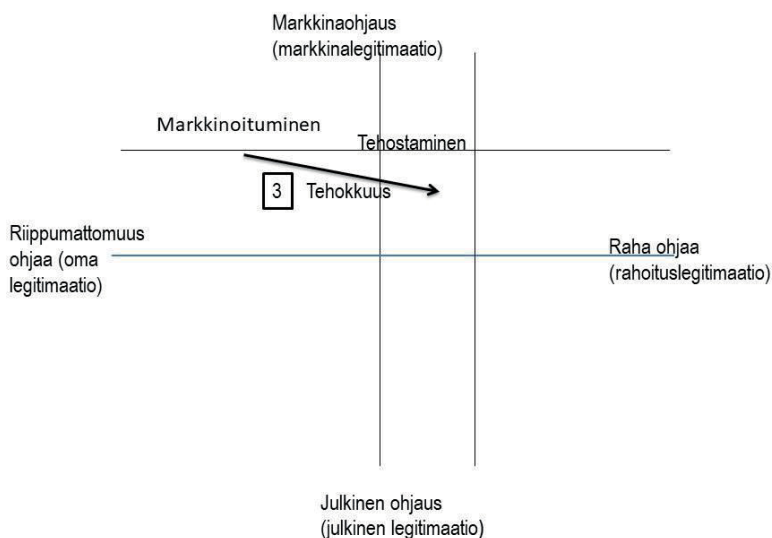 Markkinaohjaus
(markkinalegitimaatio)
Markkinoituminen
Tehostaminen
3 Tehokkuus
Riippumattomuus
ohjaa (oma
legitimaatio)
Raha ohjaa
(rahoituslegitimaatio)
Julkinen ohjaus
(julkinen legitimaatio)